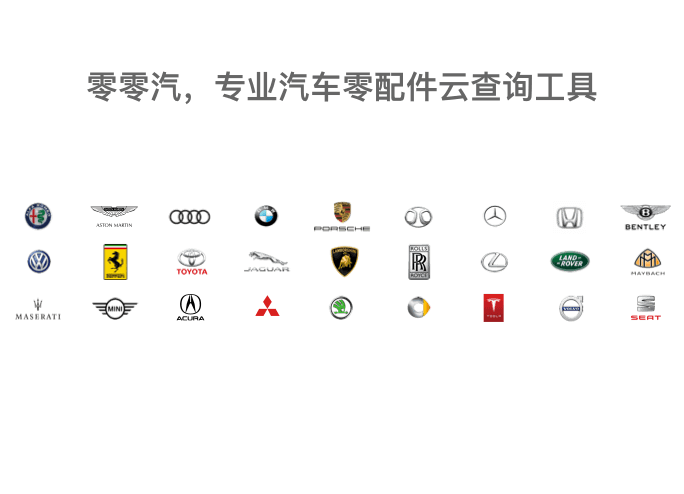 零零汽，专业汽车零配件云查询工具
ASTON MARTIN
PORSCHE
BENTLEY
TOYOTA
JAGUAR
ROLLS
RR
ROYCE
LAND-
-ROVER
MAYBACH
MASERATI
MINI
ACURA
TESLA
VOLVO
SEAT